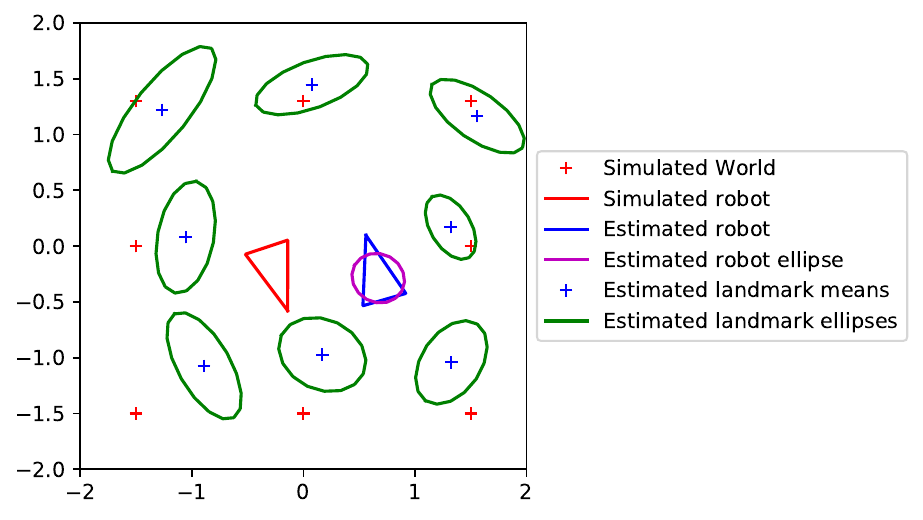 2.0
1.5
1.0
0.5
0.0
−0.5
−1.0
−1.5
−2.0
−2
−1
0
1
2
Simulated World
Simulated robot
Estimated robot
Estimated robot ellipse
Estimated landmark means
Estimated landmark ellipses